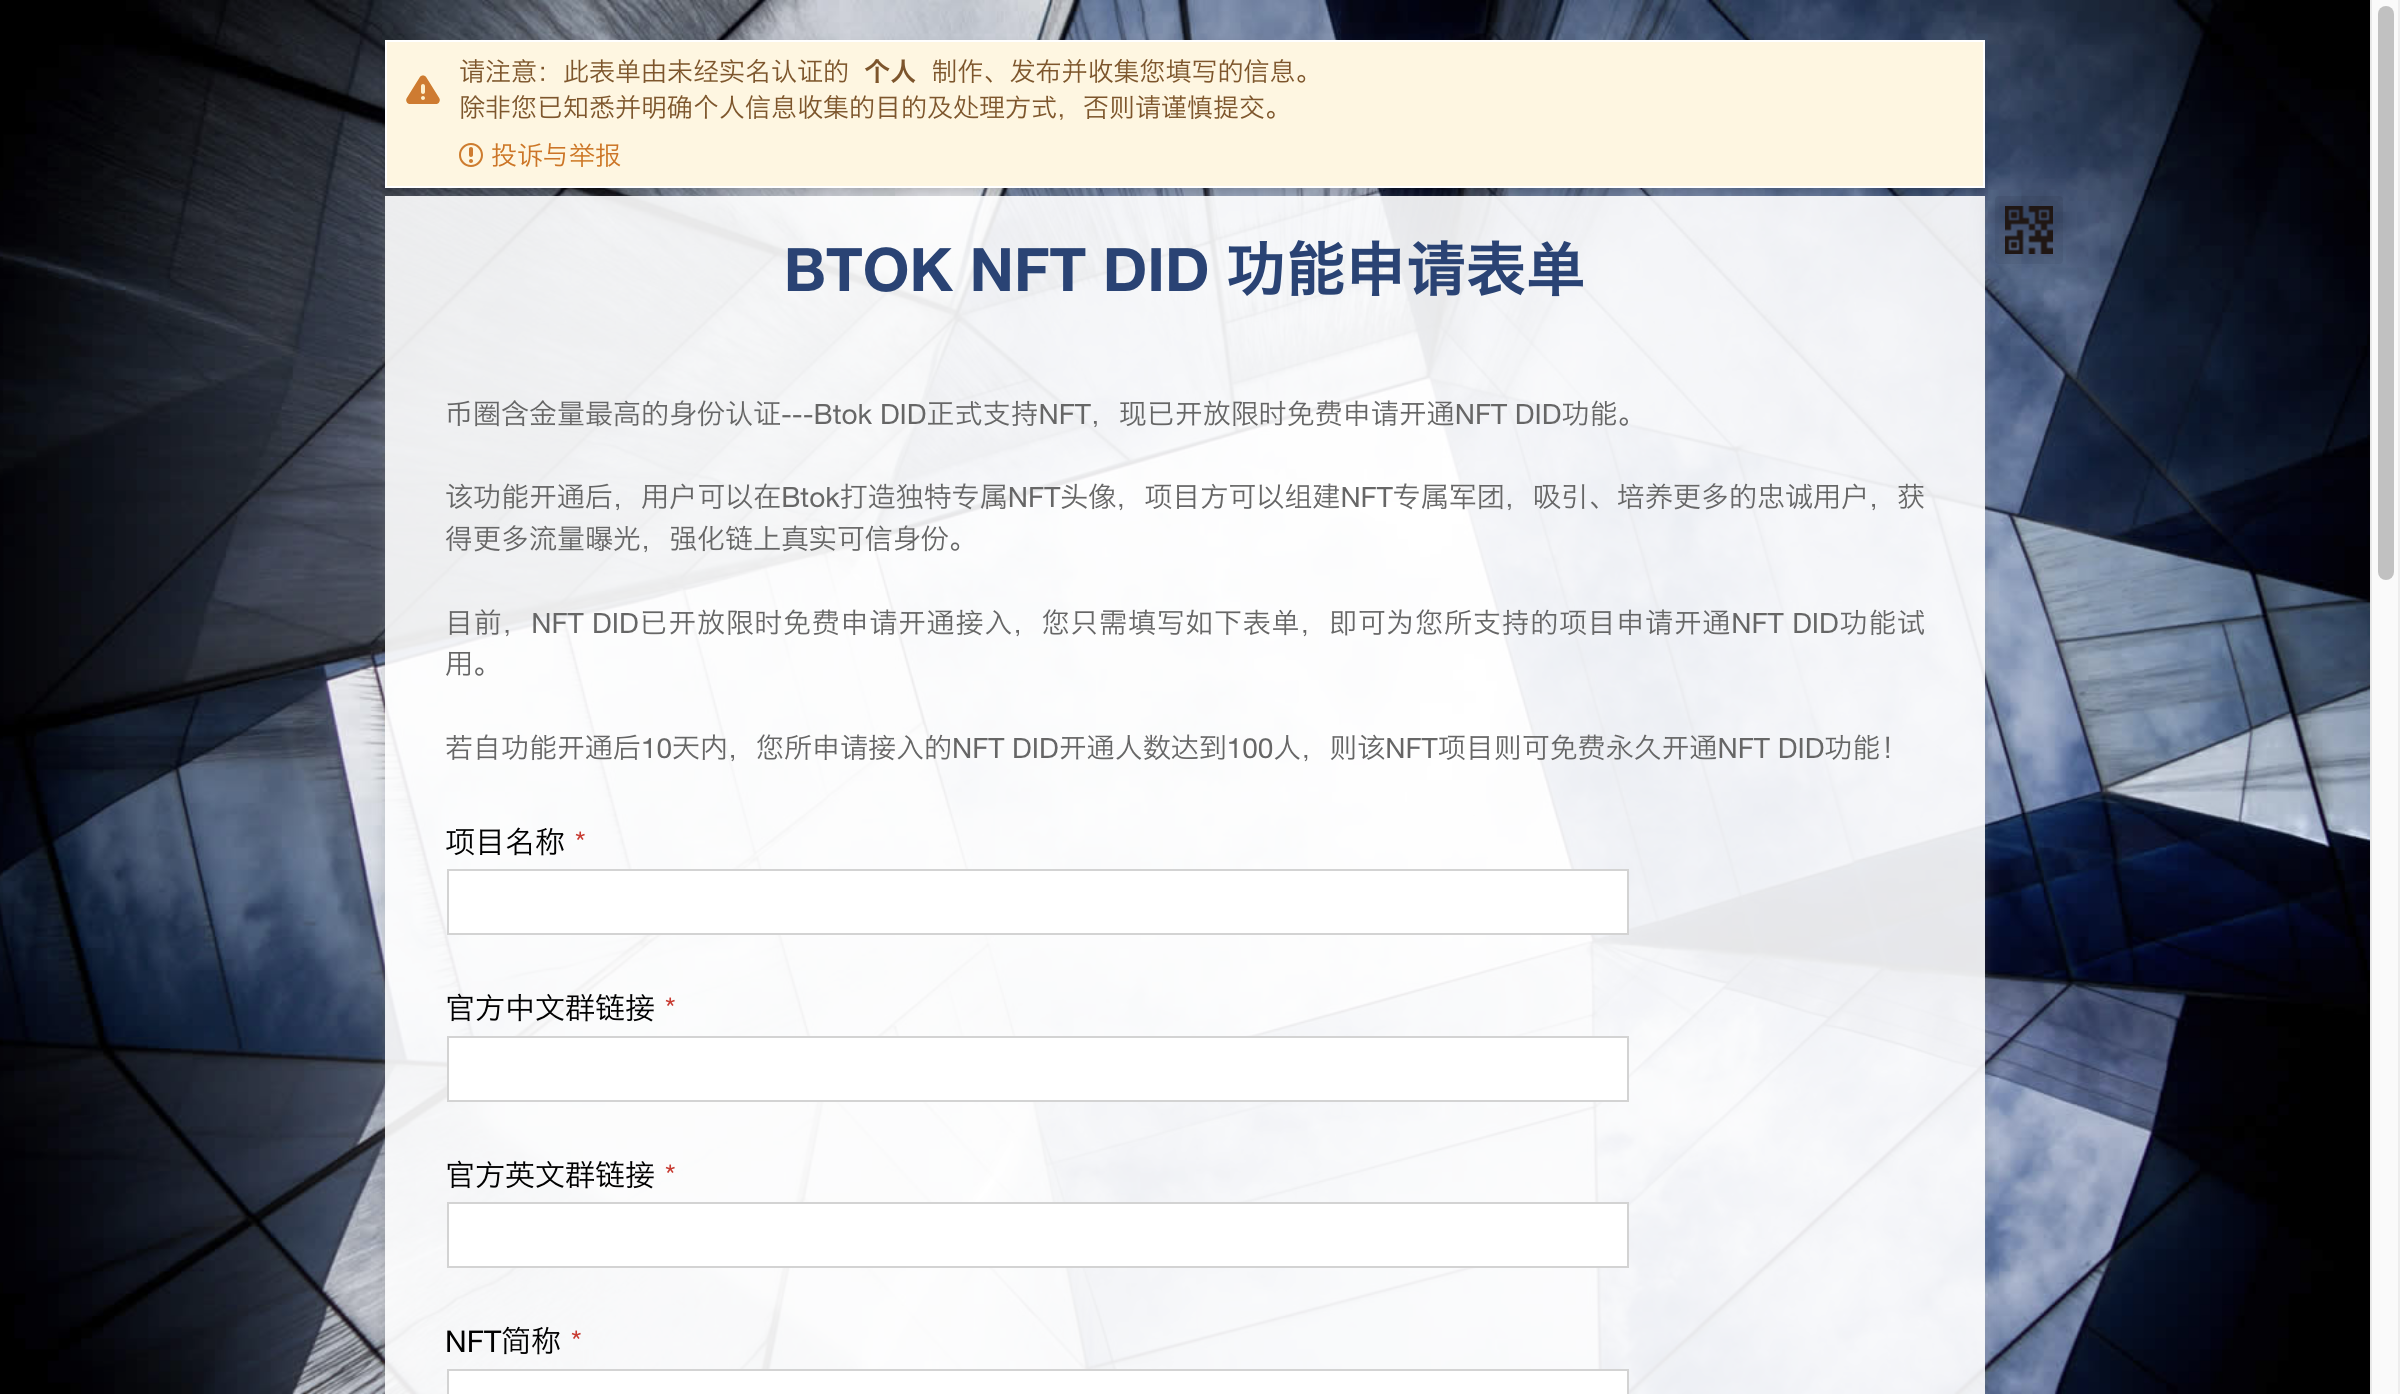 请注意：此表单由未经实名认证的 个人 制作、发布并收集您填写的信息。
除非您已知悉并明确个人信息收集的目的及处理方式，否则请谨慎提交。
投诉与举报
BTOK NFT DID 功能申请表单
币圈含金量最高的身份认证---Btok DID正式支持NFT，现已开放限时免费申请开通NFT DID功能。
该功能开通后，用户可以在Btok打造独特专属NFT头像，项目方可以组建NFT专属军团，吸引、培养更多的忠诚用户，获
得更多流量曝光，强化链上真实可信身份。
目前，NFT DID已开放限时免费申请开通接入，您只需填写如下表单，即可为您所支持的项目申请开通NFT DID功能试
用。
若自功能开通后10天内，您所申请接入的NFT DID开通人数达到100人，则该NFT项目则可免费永久开通NFT DID功能！
项目名称 *
官方中文群链接 *
官方英文群链接 *
NFT简称 *